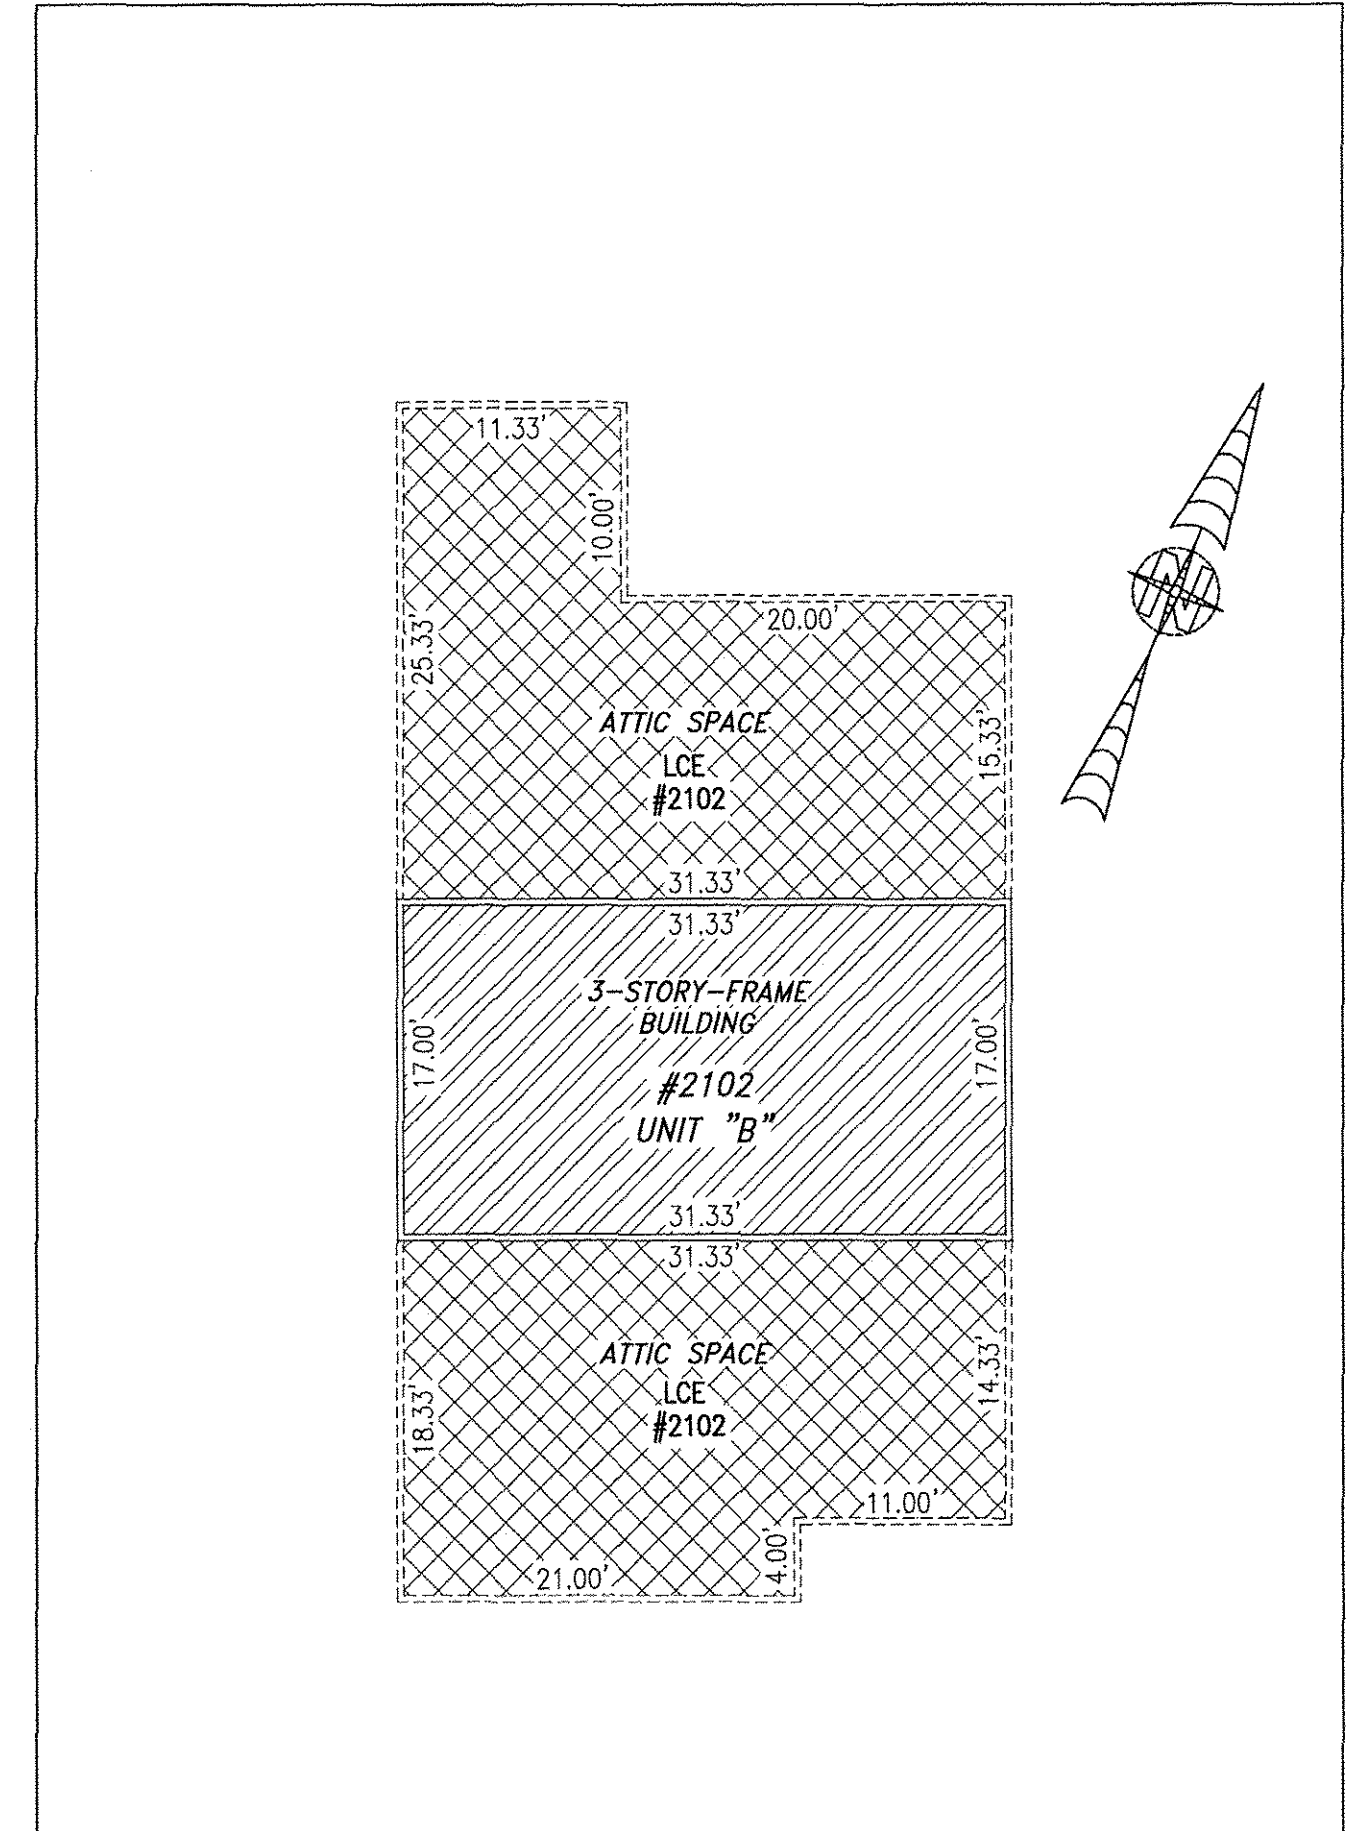 11.33'
10.00'
20.00'
25.33'
ATTIC SPACE
LCE
#2102
15.33'
31.33'
31.33'
3-STORY-FRAME
BUILDING
17.00'
17.00'
#2102
UNIT "B"
31.33'
31.33'
ATTIC SPACE
LCE
#2102
14.33'
18.33'
11.00'
4.00'
21.00'
N